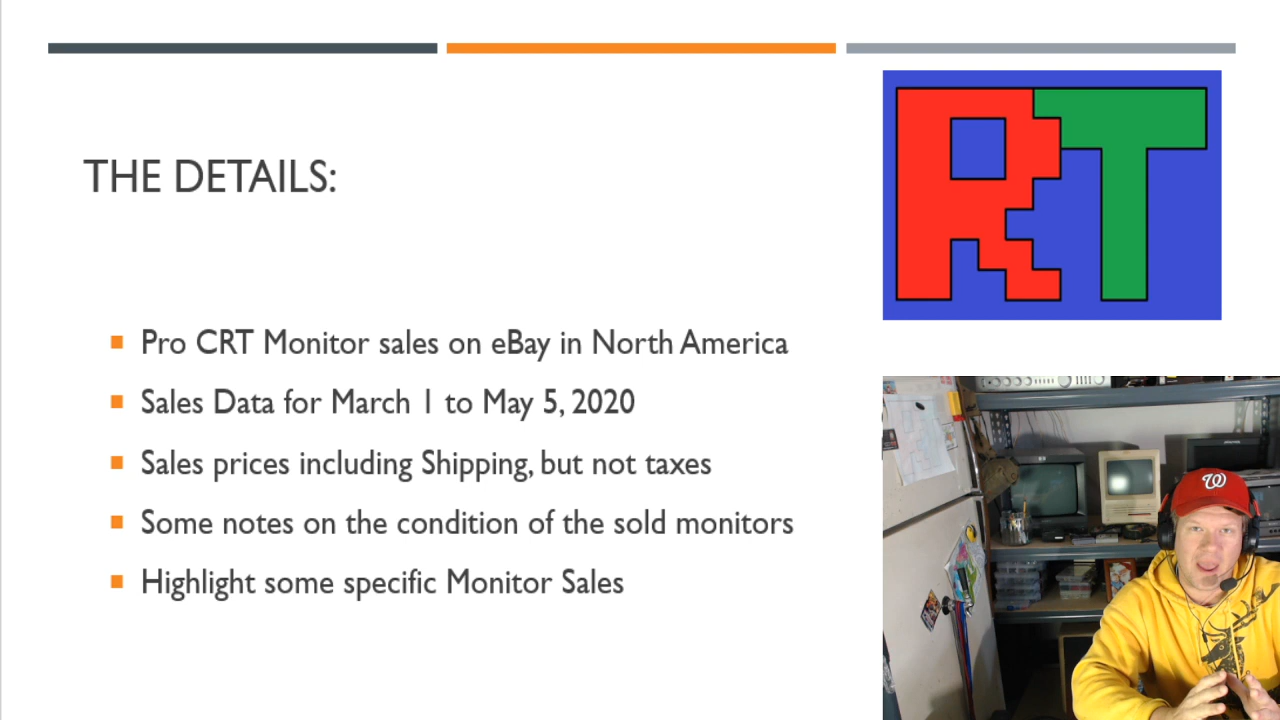 THE DETAILS:
RT
Pro CRT Monitor sales on eBay in North America
Sales Data for March 1 to May 5, 2020
Sales prices including Shipping, but not taxes
Some notes on the condition of the sold monitors
Highlight some specific Monitor Sales
W